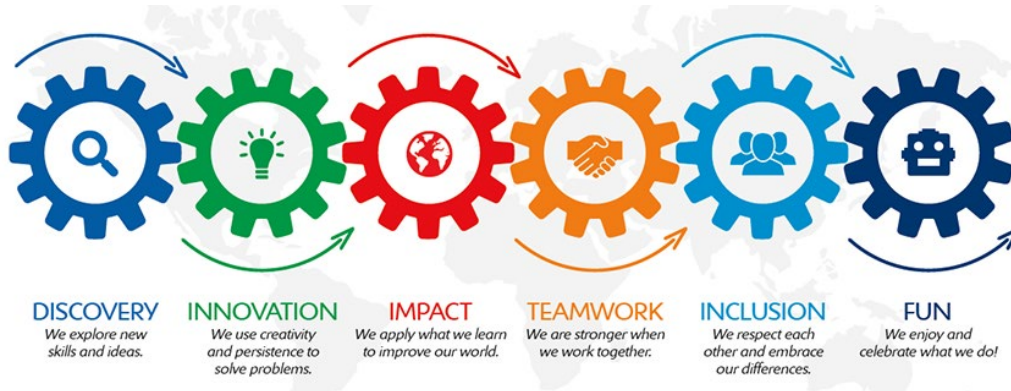 DISCOVERY
We explore new
skills and ideas.
INNOVATION
We use creativity
and persistence to
solve problems.
IMPACT
We apply what we learn
to improve our world.
TEAMWORK
We are stronger when
we work together.
INCLUSION
We respect each
other and embrace
our differences.
FUN
We enjoy and
celebrate what we do!